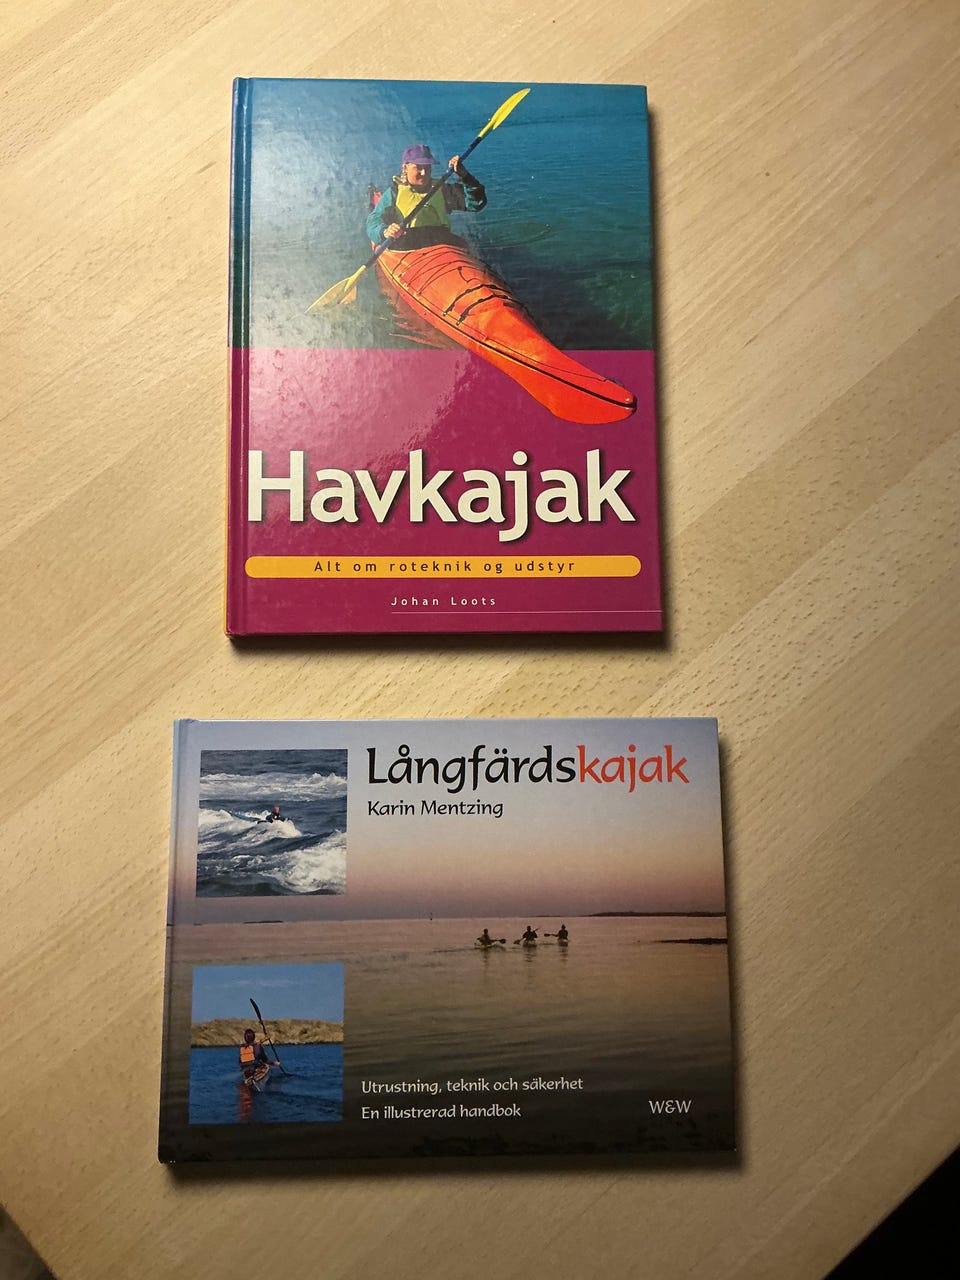 Havkajak
Alt om roteknik og udstyr
Johan Loots
Långfärdskajak
Karin Mentzing
Utrustning, teknik och säkerhet
En illustrerad handbok
W&W